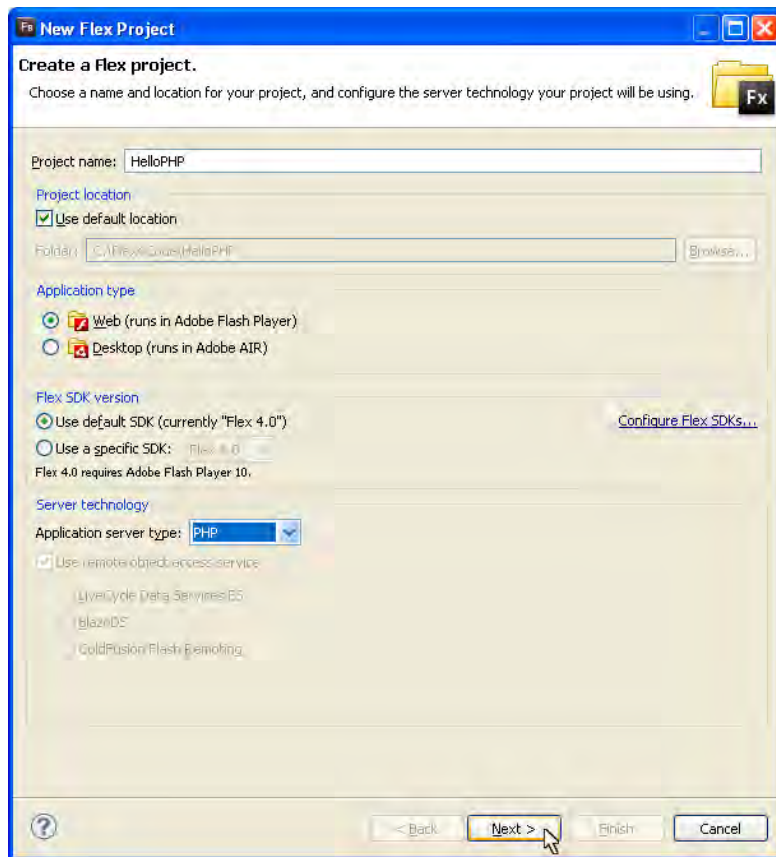 Fb New Flex Project
Create a Flex project.
Choose a name and location for your project, and configure the server technology your project will be using.
Fx
Project name: HelloPHP
Project location
Use default location
Folder: Browse...
Application type
Web (runs in Adobe Flash Player)
Desktop (runs in Adobe AIR)
Flex SDK version
Use default SDK (currently "Flex 4.0") Configure Flex SDKs...
Use a specific SDK: Flex 4.0
Flex 4.0 requires Adobe Flash Player 10.
Server technology
Application server type: PHP
Use remote object access service
LiveCycle Data Services ES
BlazeDS
ColdFusion Flash Remoting
? < Back Next > Finish Cancel